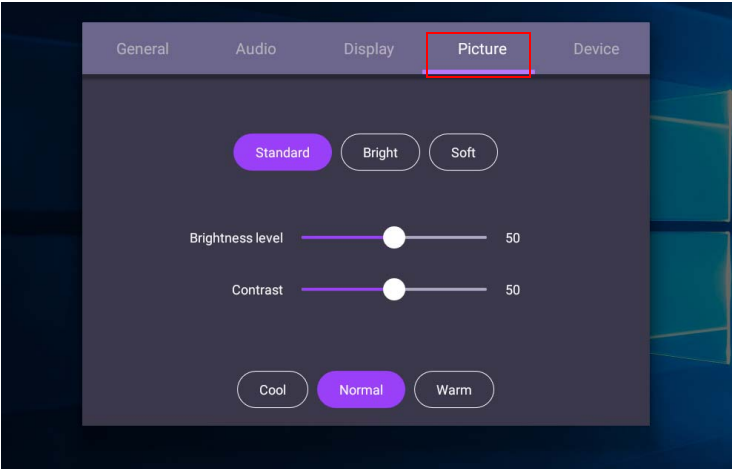 General Audio Display Picture Device
Standard Bright Soft
Brightness level 50
Contrast 50
Cool Normal Warm